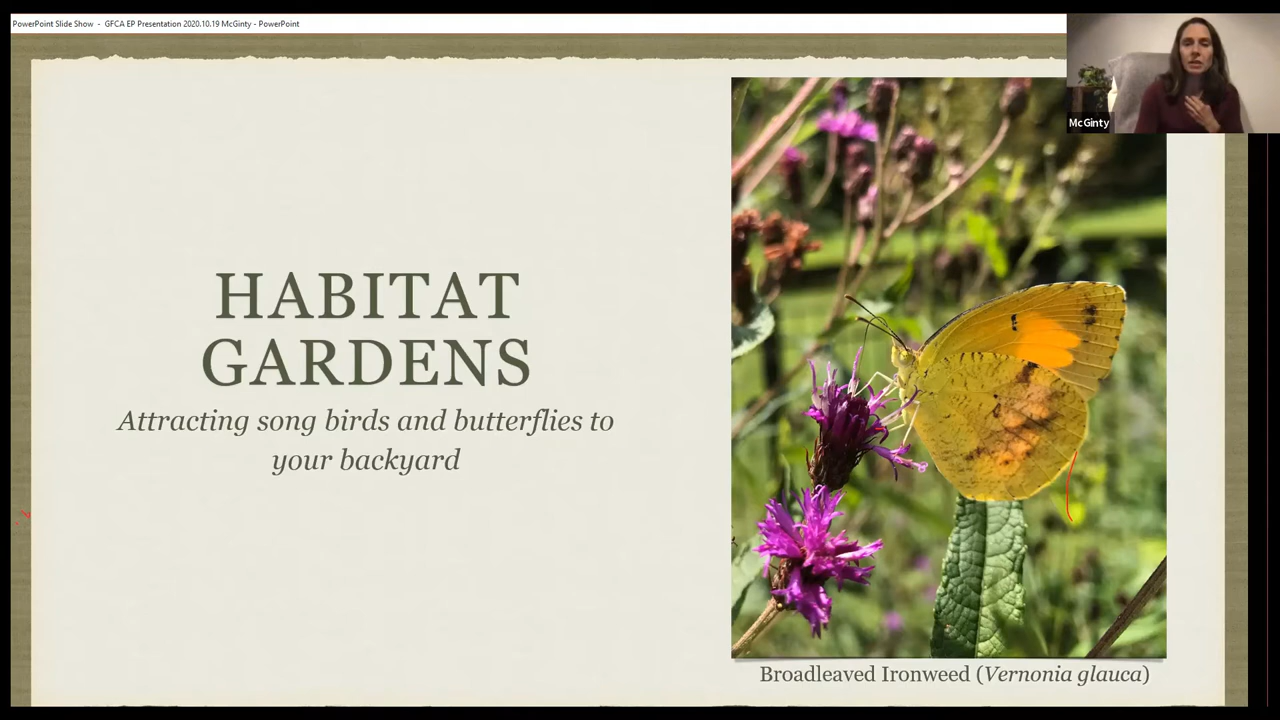 PowerPoint Slide Show - GFCA EP Presentation 2020.10.19 McGinty - PowerPoint
McGinty
HABITAT
GARDENS
Attracting song birds and butterflies to
your backyard
Broadleaved Ironweed (Vernonia glauca)